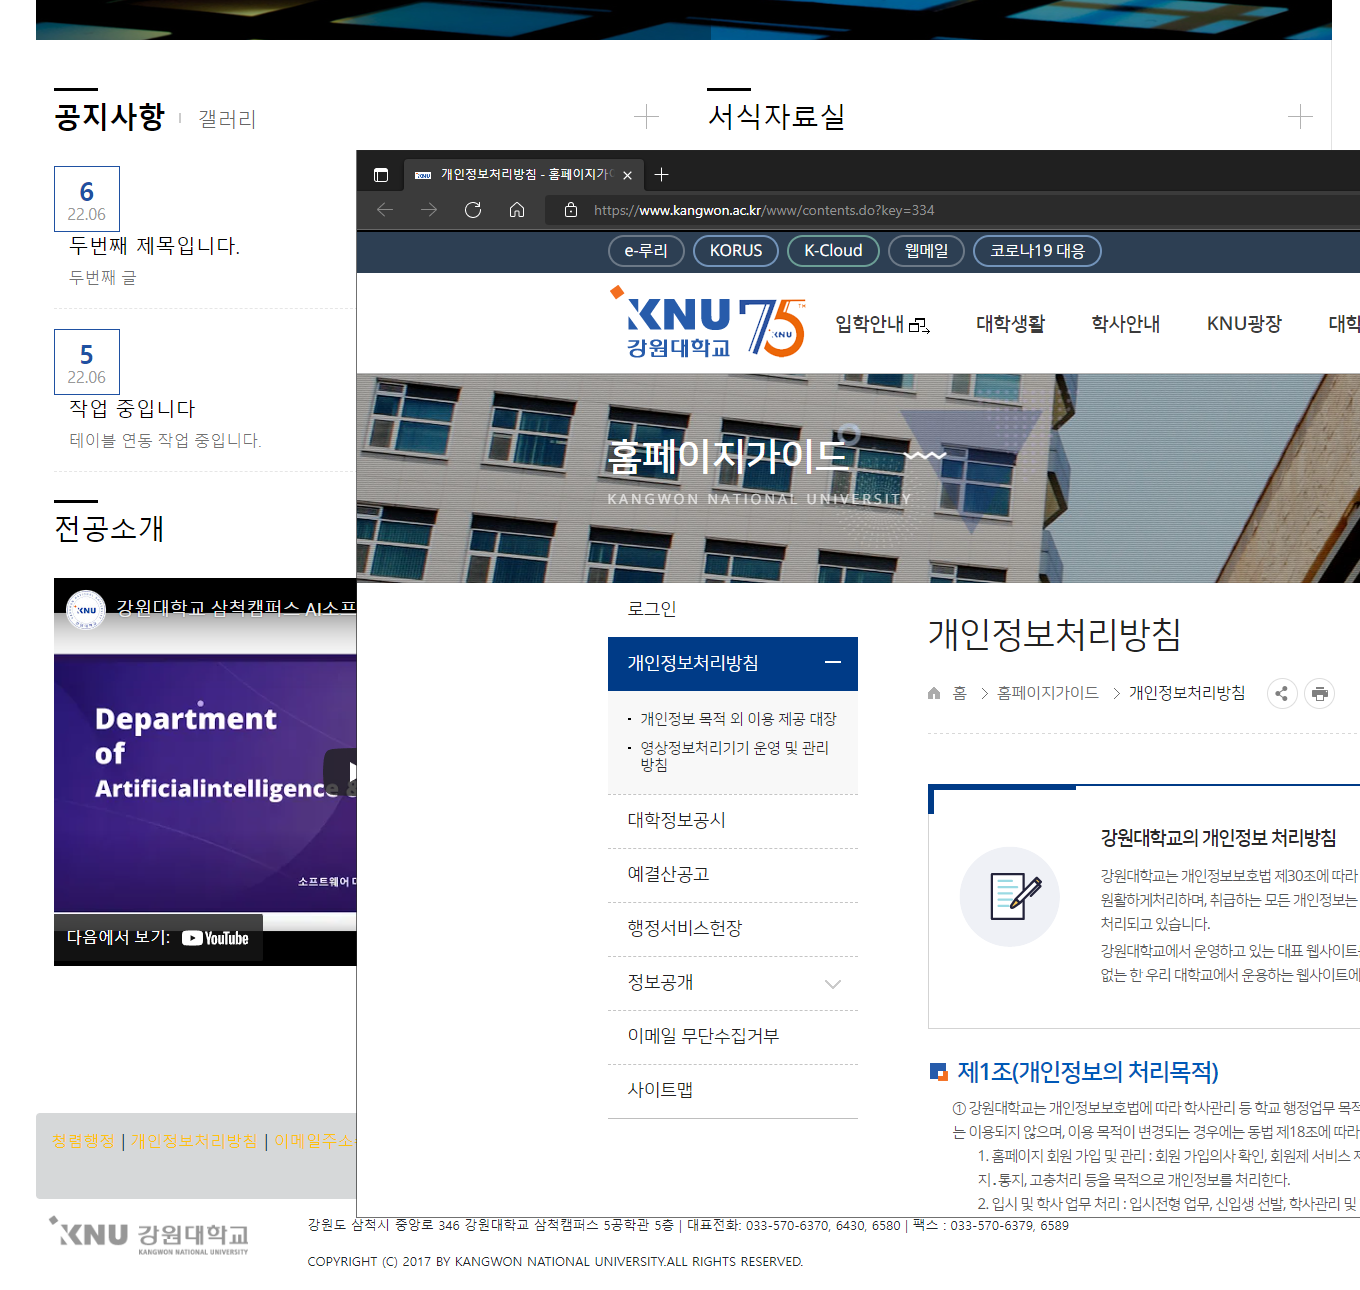 공지사항
갤러리
서식자료실
6
22.06
두번째 제목입니다.
두번째 글
5
22.06
작업 중입니다
테이블 연동 작업 중입니다.
전공소개
KNU
강원대학교 삼척캠퍼스 AI소프
Department
of
Artificialintelligence
소프트웨어
다음에서 보기: YouTube
개인정보처리방침 - 홈페이지가
https://www.kangwon.ac.kr/www/contents.do?key=334
e-루리
KORUS
K-Cloud
웹메일
코로나19 대응
KNU 75
강원대학교
KNU
입학안내
대학생활
학사안내
KNU광장
대학
홈페이지가이드
KANGWON NATIONAL UNIVERSITY
로그인
개인정보처리방침
개인정보 목적 외 이용 제공 대장
영상정보처리기기 운영 및 관리
방침
대학정보공시
예결산공고
행정서비스헌장
정보공개
이메일 무단수집거부
사이트맵
개인정보처리방침
홈 > 홈페이지가이드 > 개인정보처리방침
강원대학교의 개인정보 처리방침
강원대학교는 개인정보보호법 제30조에 따라
원활하게처리하며, 취급하는 모든 개인정보는
처리되고 있습니다.
강원대학교에서 운영하고 있는 대표 웹사이트
없는 한 우리 대학교에서 운용하는 웹사이트에
제1조(개인정보의 처리목적)
① 강원대학교는 개인정보보호법에 따라 학사관리 등 학교 행정업무 목적
는 이용되지 않으며, 이용 목적이 변경되는 경우에는 동법 제18조에 따라
1. 홈페이지 회원 가입 및 관리 : 회원 가입의사 확인, 회원제 서비스 제
지·통지, 고충처리 등을 목적으로 개인정보를 처리한다.
2. 입시 및 학사 업무 처리 : 입시전형 업무, 신입생 선발, 학사관리 및
청렴행정 | 개인정보처리방침 | 이메일주소
KNU 강원대학교
KANGWON NATIONAL UNIVERSITY
강원도 삼척시 중앙로 346 강원대학교 삼척캠퍼스 5공학관 5층 | 대표전화: 033-570-6370, 6430, 6580 | 팩스 : 033-570-6379, 6589
COPYRIGHT (C) 2017 BY KANGWON NATIONAL UNIVERSITY.ALL RIGHTS RESERVED.